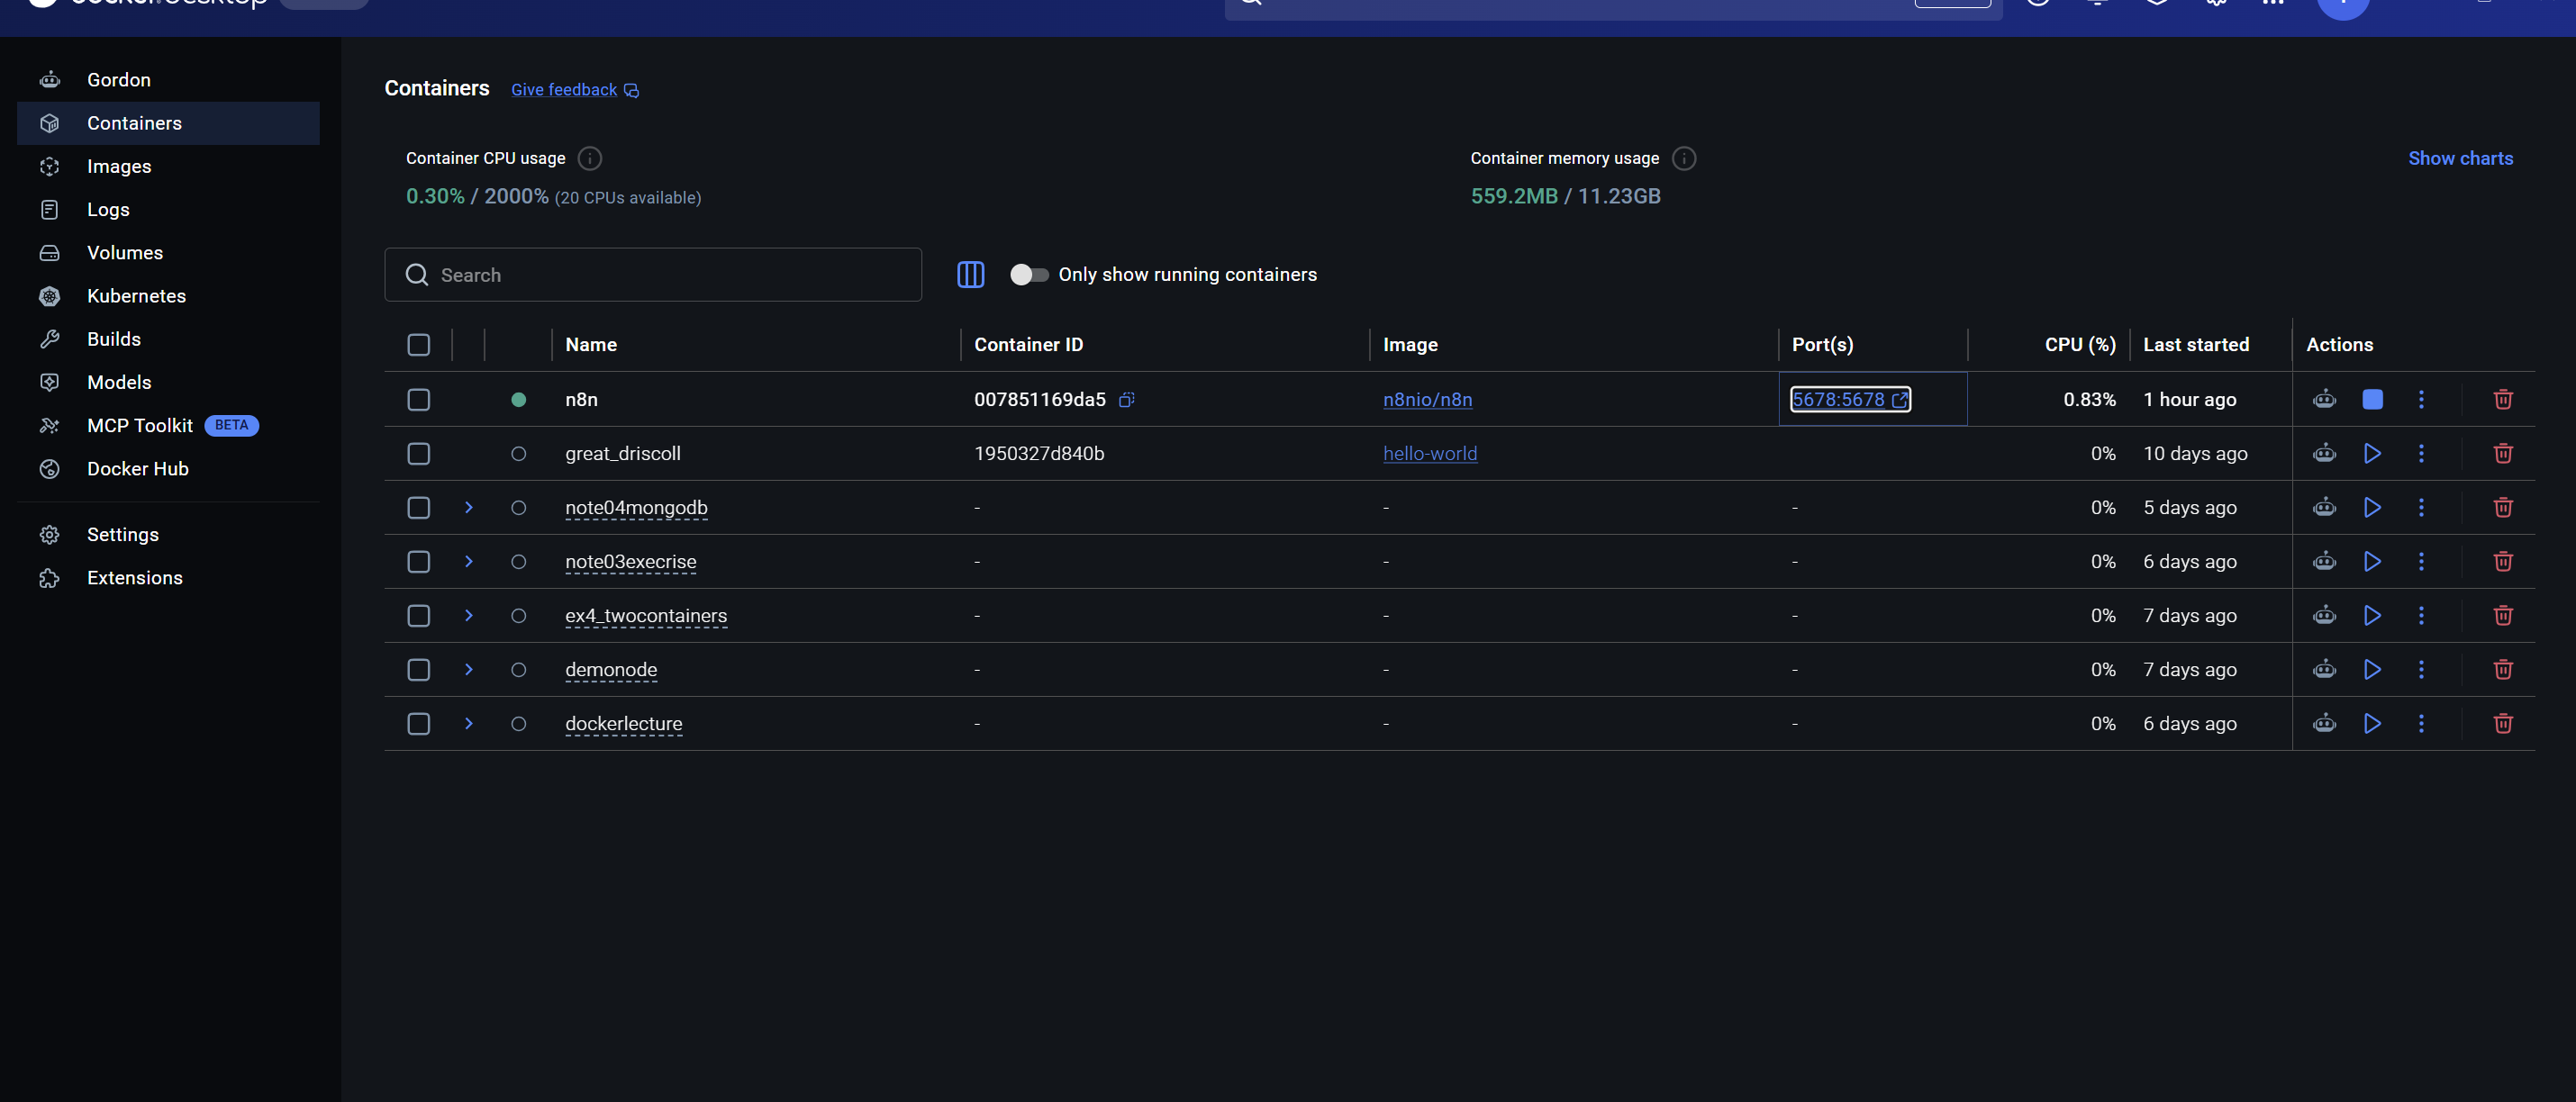 Gordon
Containers
Images
Logs
Volumes
Kubernetes
Builds
Models
MCP Toolkit BETA
Docker Hub
Settings
Extensions
Containers Give feedback
Container CPU usage
0.30% / 2000% (20 CPUs available)
Container memory usage
559.2MB / 11.23GB
Show charts
Search
Only show running containers
Name Container ID Image Port(s) CPU (%) Last started Actions
n8n 007851169da5 n8nio/n8n 5678:5678 0.83% 1 hour ago
great_driscoll 1950327d840b hello-world 0% 10 days ago
note04mongodb - - - 0% 5 days ago
note03execrise - - - 0% 6 days ago
ex4_twocontainers - - - 0% 7 days ago
demonode - - - 0% 7 days ago
dockerlecture - - - 0% 6 days ago